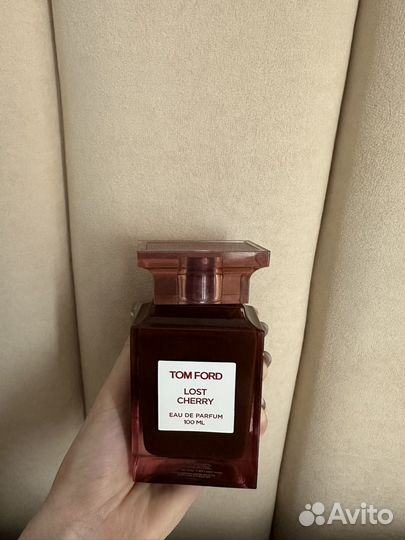 TOM FORD
LOST
CHERRY
EAU DE PARFUM
100 ML
Avito